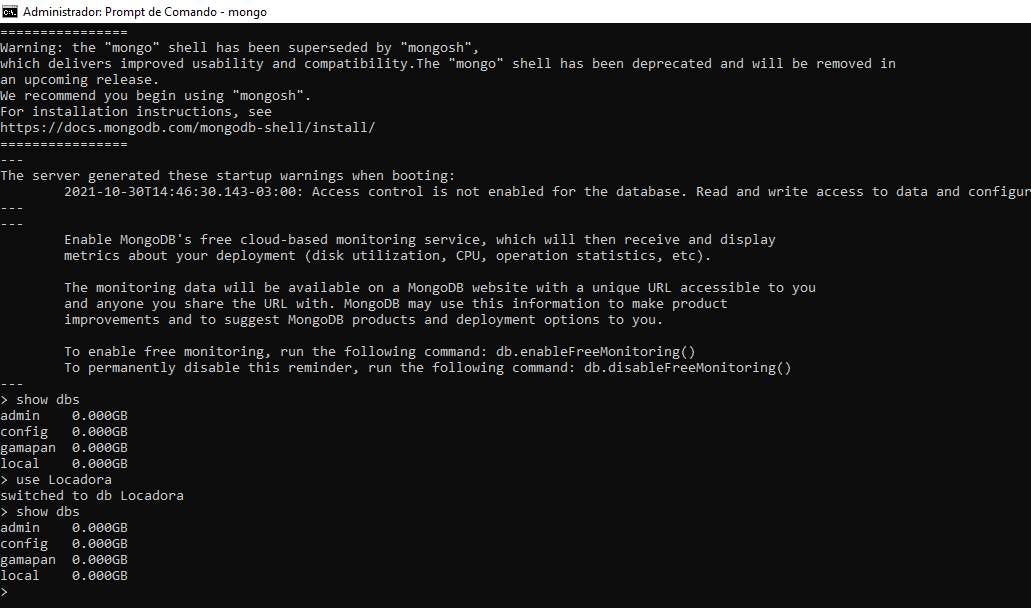 Administrador: Prompt de Comando - mongo
================
Warning: the "mongo" shell has been superseded by "mongosh",
which delivers improved usability and compatibility.The "mongo" shell has been deprecated and will be removed in
an upcoming release.
We recommend you begin using "mongosh".
For installation instructions, see
https://docs.mongodb.com/mongodb-shell/install/
================
---
The server generated these startup warnings when booting:
        2021-10-30T14:46:30.143-03:00: Access control is not enabled for the database. Read and write access to data and configur
---
---
        Enable MongoDB's free cloud-based monitoring service, which will then receive and display
        metrics about your deployment (disk utilization, CPU, operation statistics, etc).
        The monitoring data will be available on a MongoDB website with a unique URL accessible to you
        and anyone you share the URL with. MongoDB may use this information to make product
        improvements and to suggest MongoDB products and deployment options to you.
        To enable free monitoring, run the following command: db.enableFreeMonitoring()
        To permanently disable this reminder, run the following command: db.disableFreeMonitoring()
---
> show dbs
admin    0.000GB
config   0.000GB
gamapan  0.000GB
local    0.000GB
> use Locadora
switched to db Locadora
> show dbs
admin    0.000GB
config   0.000GB
gamapan  0.000GB
local    0.000GB
>